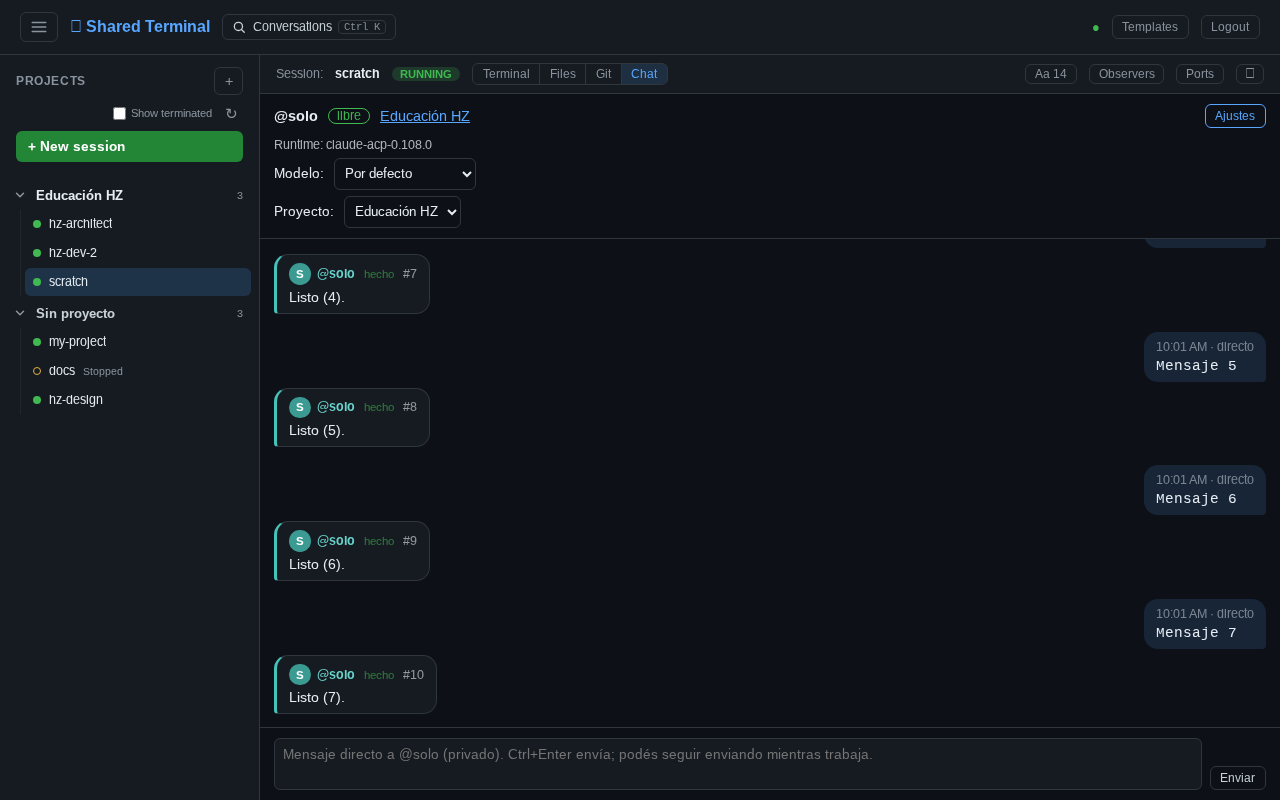 Shared Terminal
Conversations Ctrl K
Templates
Logout
PROJECTS
+
Show terminated
+ New session
Educación HZ 3
hz-architect
hz-dev-2
scratch
Sin proyecto 3
my-project
docs Stopped
hz-design
Session: scratch RUNNING Terminal Files Git Chat
Aa 14 Observers Ports
@solo libre Educación HZ
Ajustes
Runtime: claude-acp-0.108.0
Modelo: Por defecto
Proyecto: Educación HZ
S @solo hecho #7
Listo (4).
10:01 AM · directo
Mensaje 5
S @solo hecho #8
Listo (5).
10:01 AM · directo
Mensaje 6
S @solo hecho #9
Listo (6).
10:01 AM · directo
Mensaje 7
S @solo hecho #10
Listo (7).
Mensaje directo a @solo (privado). Ctrl+Enter envía; podés seguir enviando mientras trabaja.
Enviar